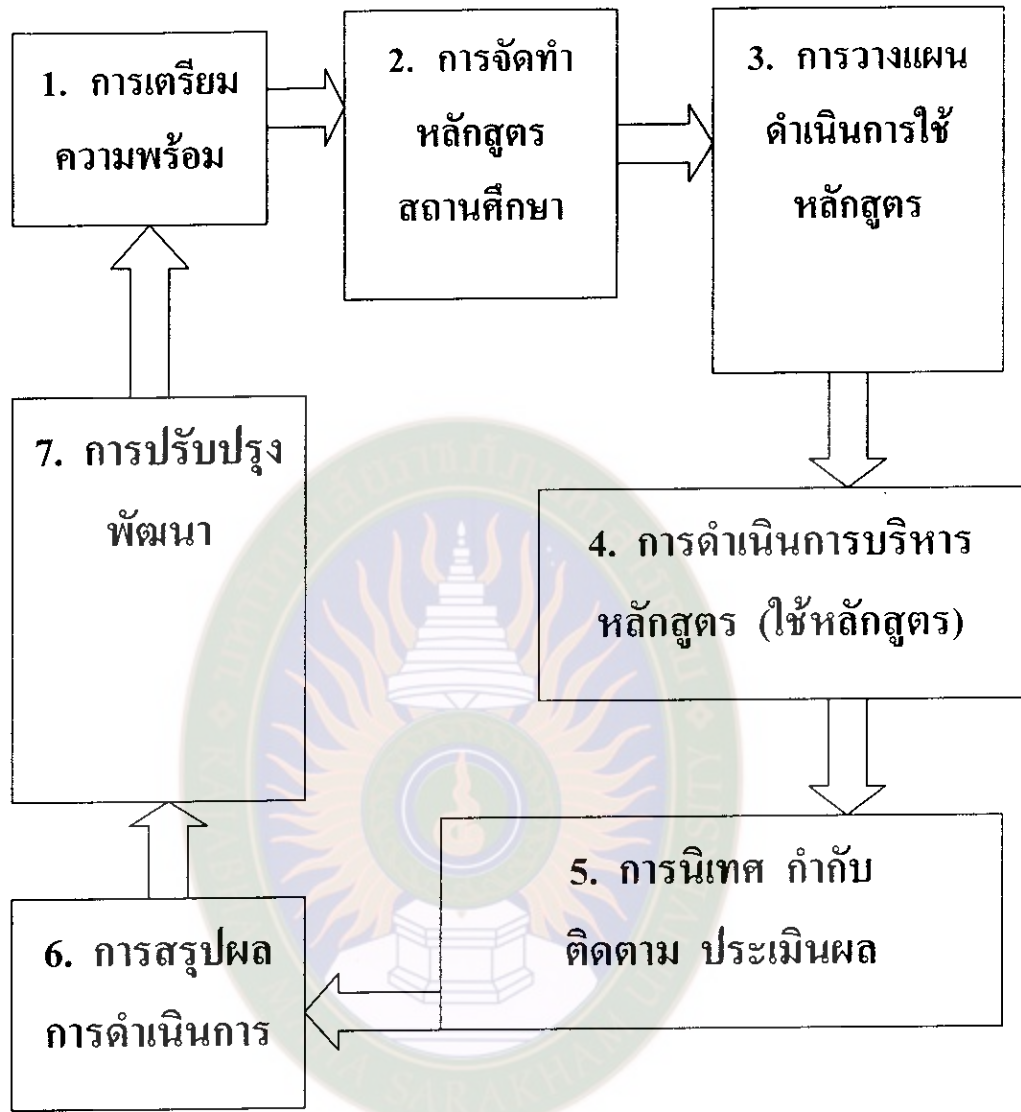 1. การเตรียม
ความพร้อม
2. การจัดทำ
หลักสูตร
สถานศึกษา
3. การวางแผน
ดำเนินการใช้
หลักสูตร
4. การดำเนินการบริหาร
หลักสูตร (ใช้หลักสูตร)
5. การนิเทศ กำกับ
ติดตาม ประเมินผล
6. การสรุปผล
การดำเนินการ
7. การปรับปรุง
พัฒนา